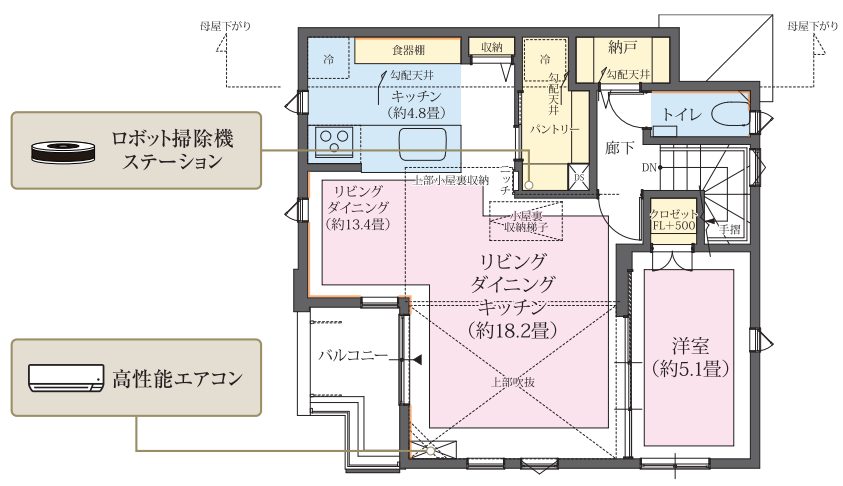 母屋下がり
母屋下がり
冷
食器棚
収納
冷
納戸
勾配天井
勾配天井
勾配天井
キッチン
(約4.8畳)
パントリー
トイレ
廊下
ロボット掃除機
ステーション
DN
DS
ニッチ
上部小屋裏収納
リビング
ダイニング
(約13.4畳)
小屋裏
収納梯子
クロゼット
FL+500
手摺
リビング
ダイニング
キッチン
(約18.2畳)
洋室
(約5.1畳)
バルコニー
高性能エアコン
上部吹抜